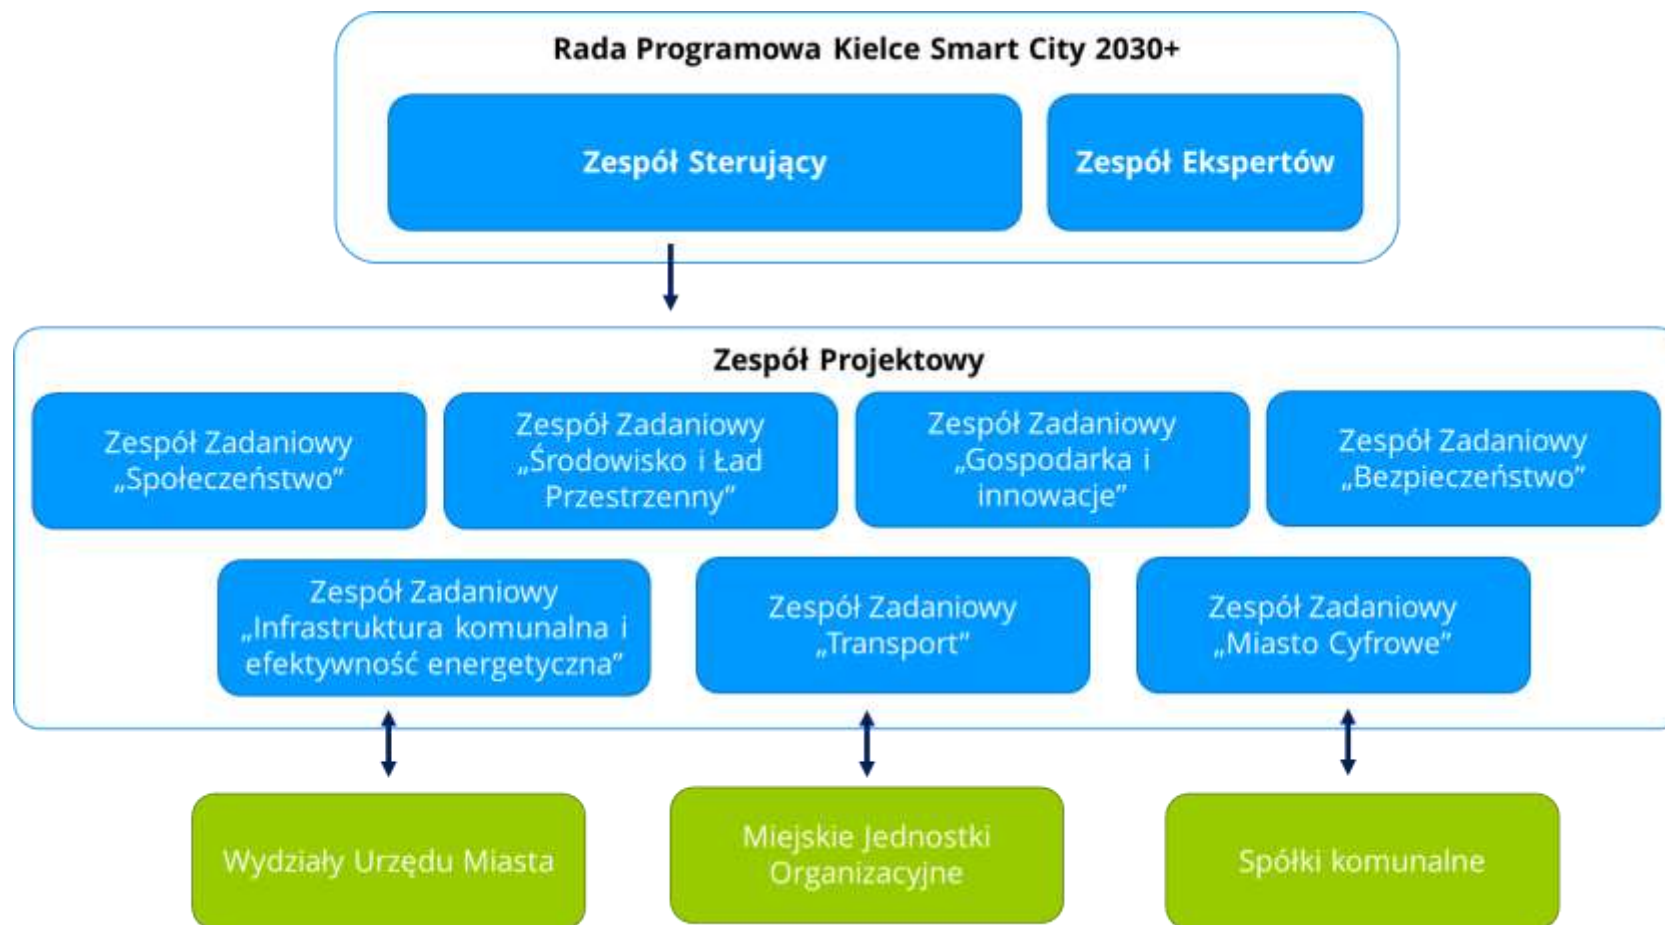 Rada Programowa Kielce Smart City 2030+
Zespół Sterujący
Zespół Ekspertów
Zespół Projektowy
Zespół Zadaniowy
„Społeczeństwo”
Zespół Zadaniowy
„Środowisko i Ład
Przestrzenny”
Zespół Zadaniowy
„Gospodarka i
innowacje”
Zespół Zadaniowy
„Bezpieczeństwo”
Zespół Zadaniowy
„Infrastruktura komunalna i
efektywność energetyczna”
Zespół Zadaniowy
„Transport”
Zespół Zadaniowy
„Miasto Cyfrowe”
Wydziały Urzędu Miasta
Miejskie Jednostki
Organizacyjne
Spółki komunalne